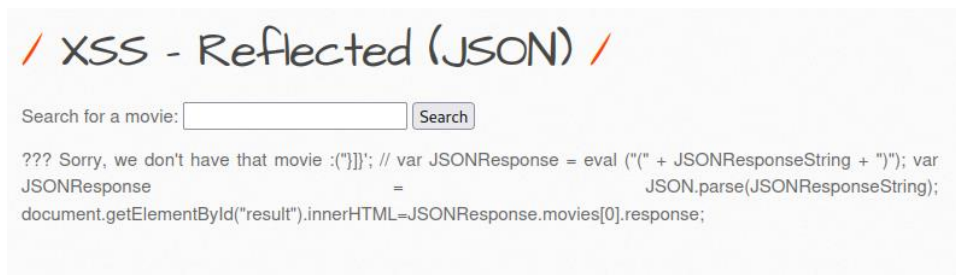 / XSS - Reflected (JSON) /
Search for a movie: Search
??? Sorry, we don't have that movie :("}]}'; // var JSONResponse = eval ("(" + JSONResponseString + ")"); var
JSONResponse = JSON.parse(JSONResponseString);
document.getElementById("result").innerHTML=JSONResponse.movies[0].response;